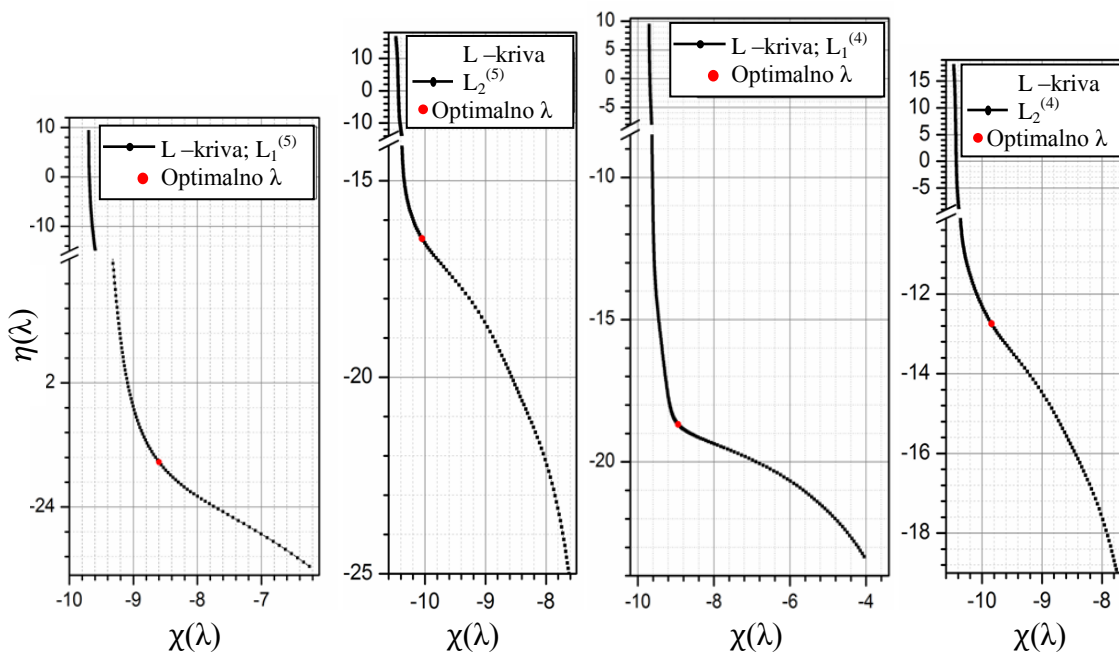 η(λ)
10
0
-10
2
-24
-10
-9
-8
-7
χ(λ)
L –kriva; L₁⁽⁵⁾
Optimalno λ
10
0
-10
-15
-20
-25
-10
-9
-8
χ(λ)
L –kriva
L₂⁽⁵⁾
Optimalno λ
10
5
0
-5
-10
-15
-20
-10
-8
-6
-4
χ(λ)
L –kriva; L₁⁽⁴⁾
Optimalno λ
15
10
5
0
-5
-12
-14
-16
-18
-10
-9
-8
χ(λ)
L –kriva
L₂⁽⁴⁾
Optimalno λ